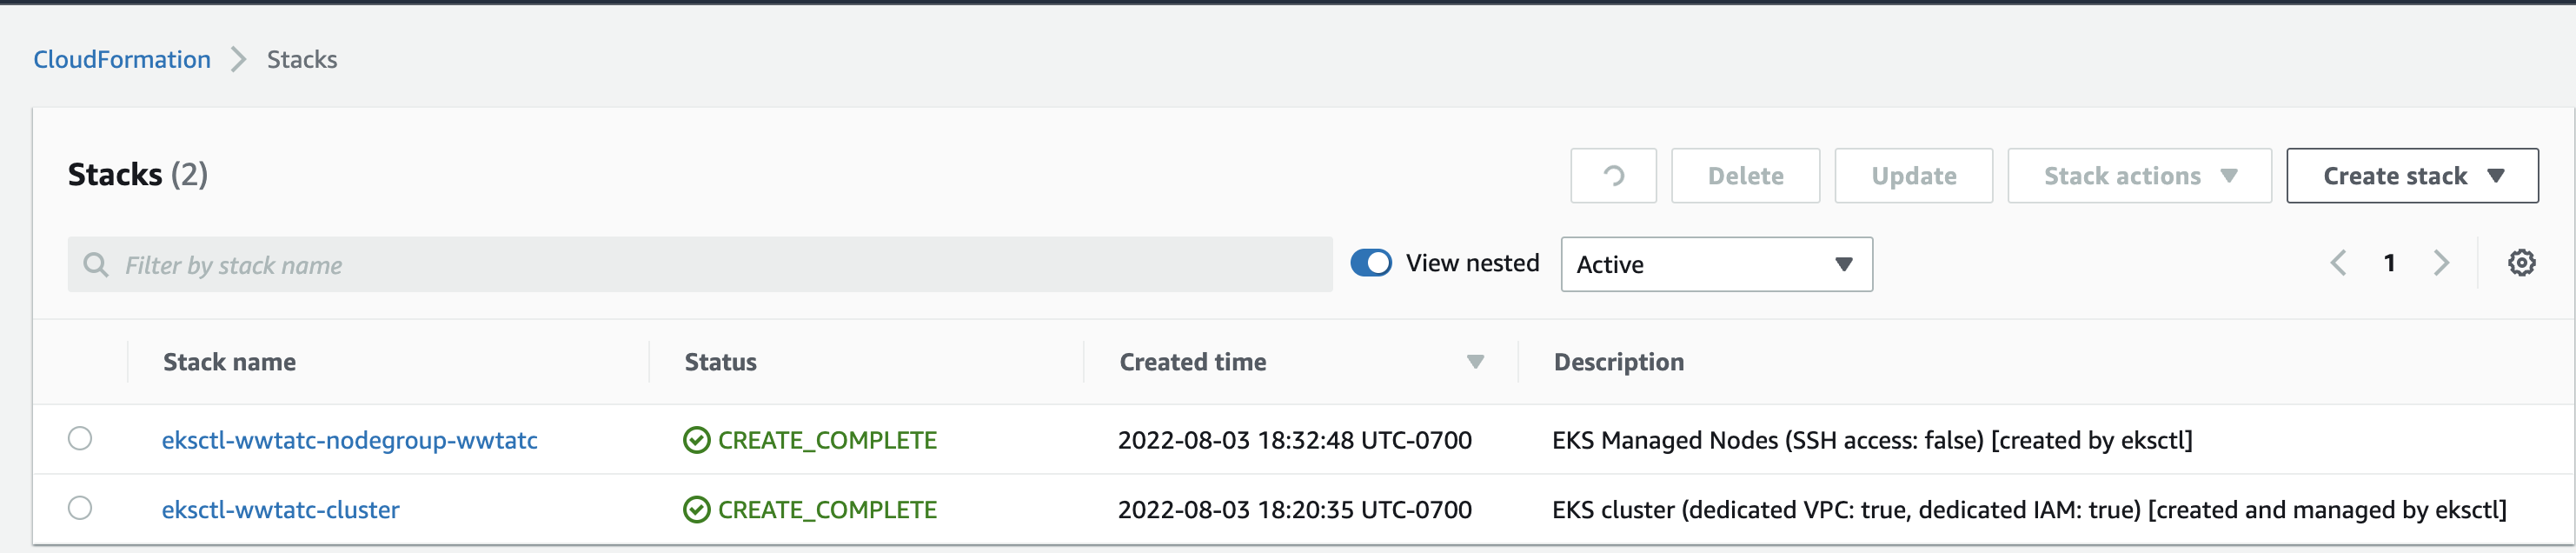 CloudFormation Stacks
Stacks (2) Delete Update Stack actions Create stack
Filter by stack name View nested Active 1
Stack name Status Created time Description
eksctl-wwtatc-nodegroup-wwtatc CREATE_COMPLETE 2022-08-03 18:32:48 UTC-0700 EKS Managed Nodes (SSH access: false) [created by eksctl]
eksctl-wwtatc-cluster CREATE_COMPLETE 2022-08-03 18:20:35 UTC-0700 EKS cluster (dedicated VPC: true, dedicated IAM: true) [created and managed by eksctl]